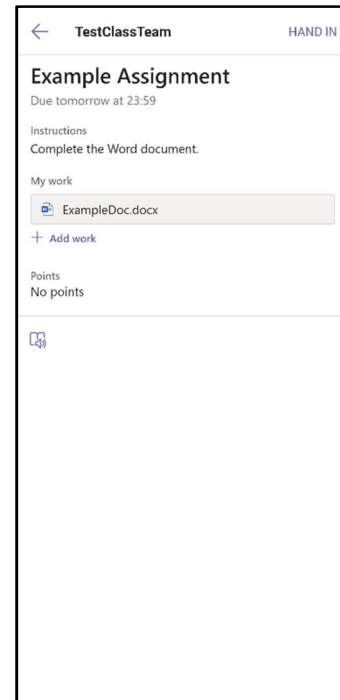 TestClassTeam HAND IN
Example Assignment
Due tomorrow at 23:59
Instructions
Complete the Word document.
My work
ExampleDoc.docx
+ Add work
Points
No points